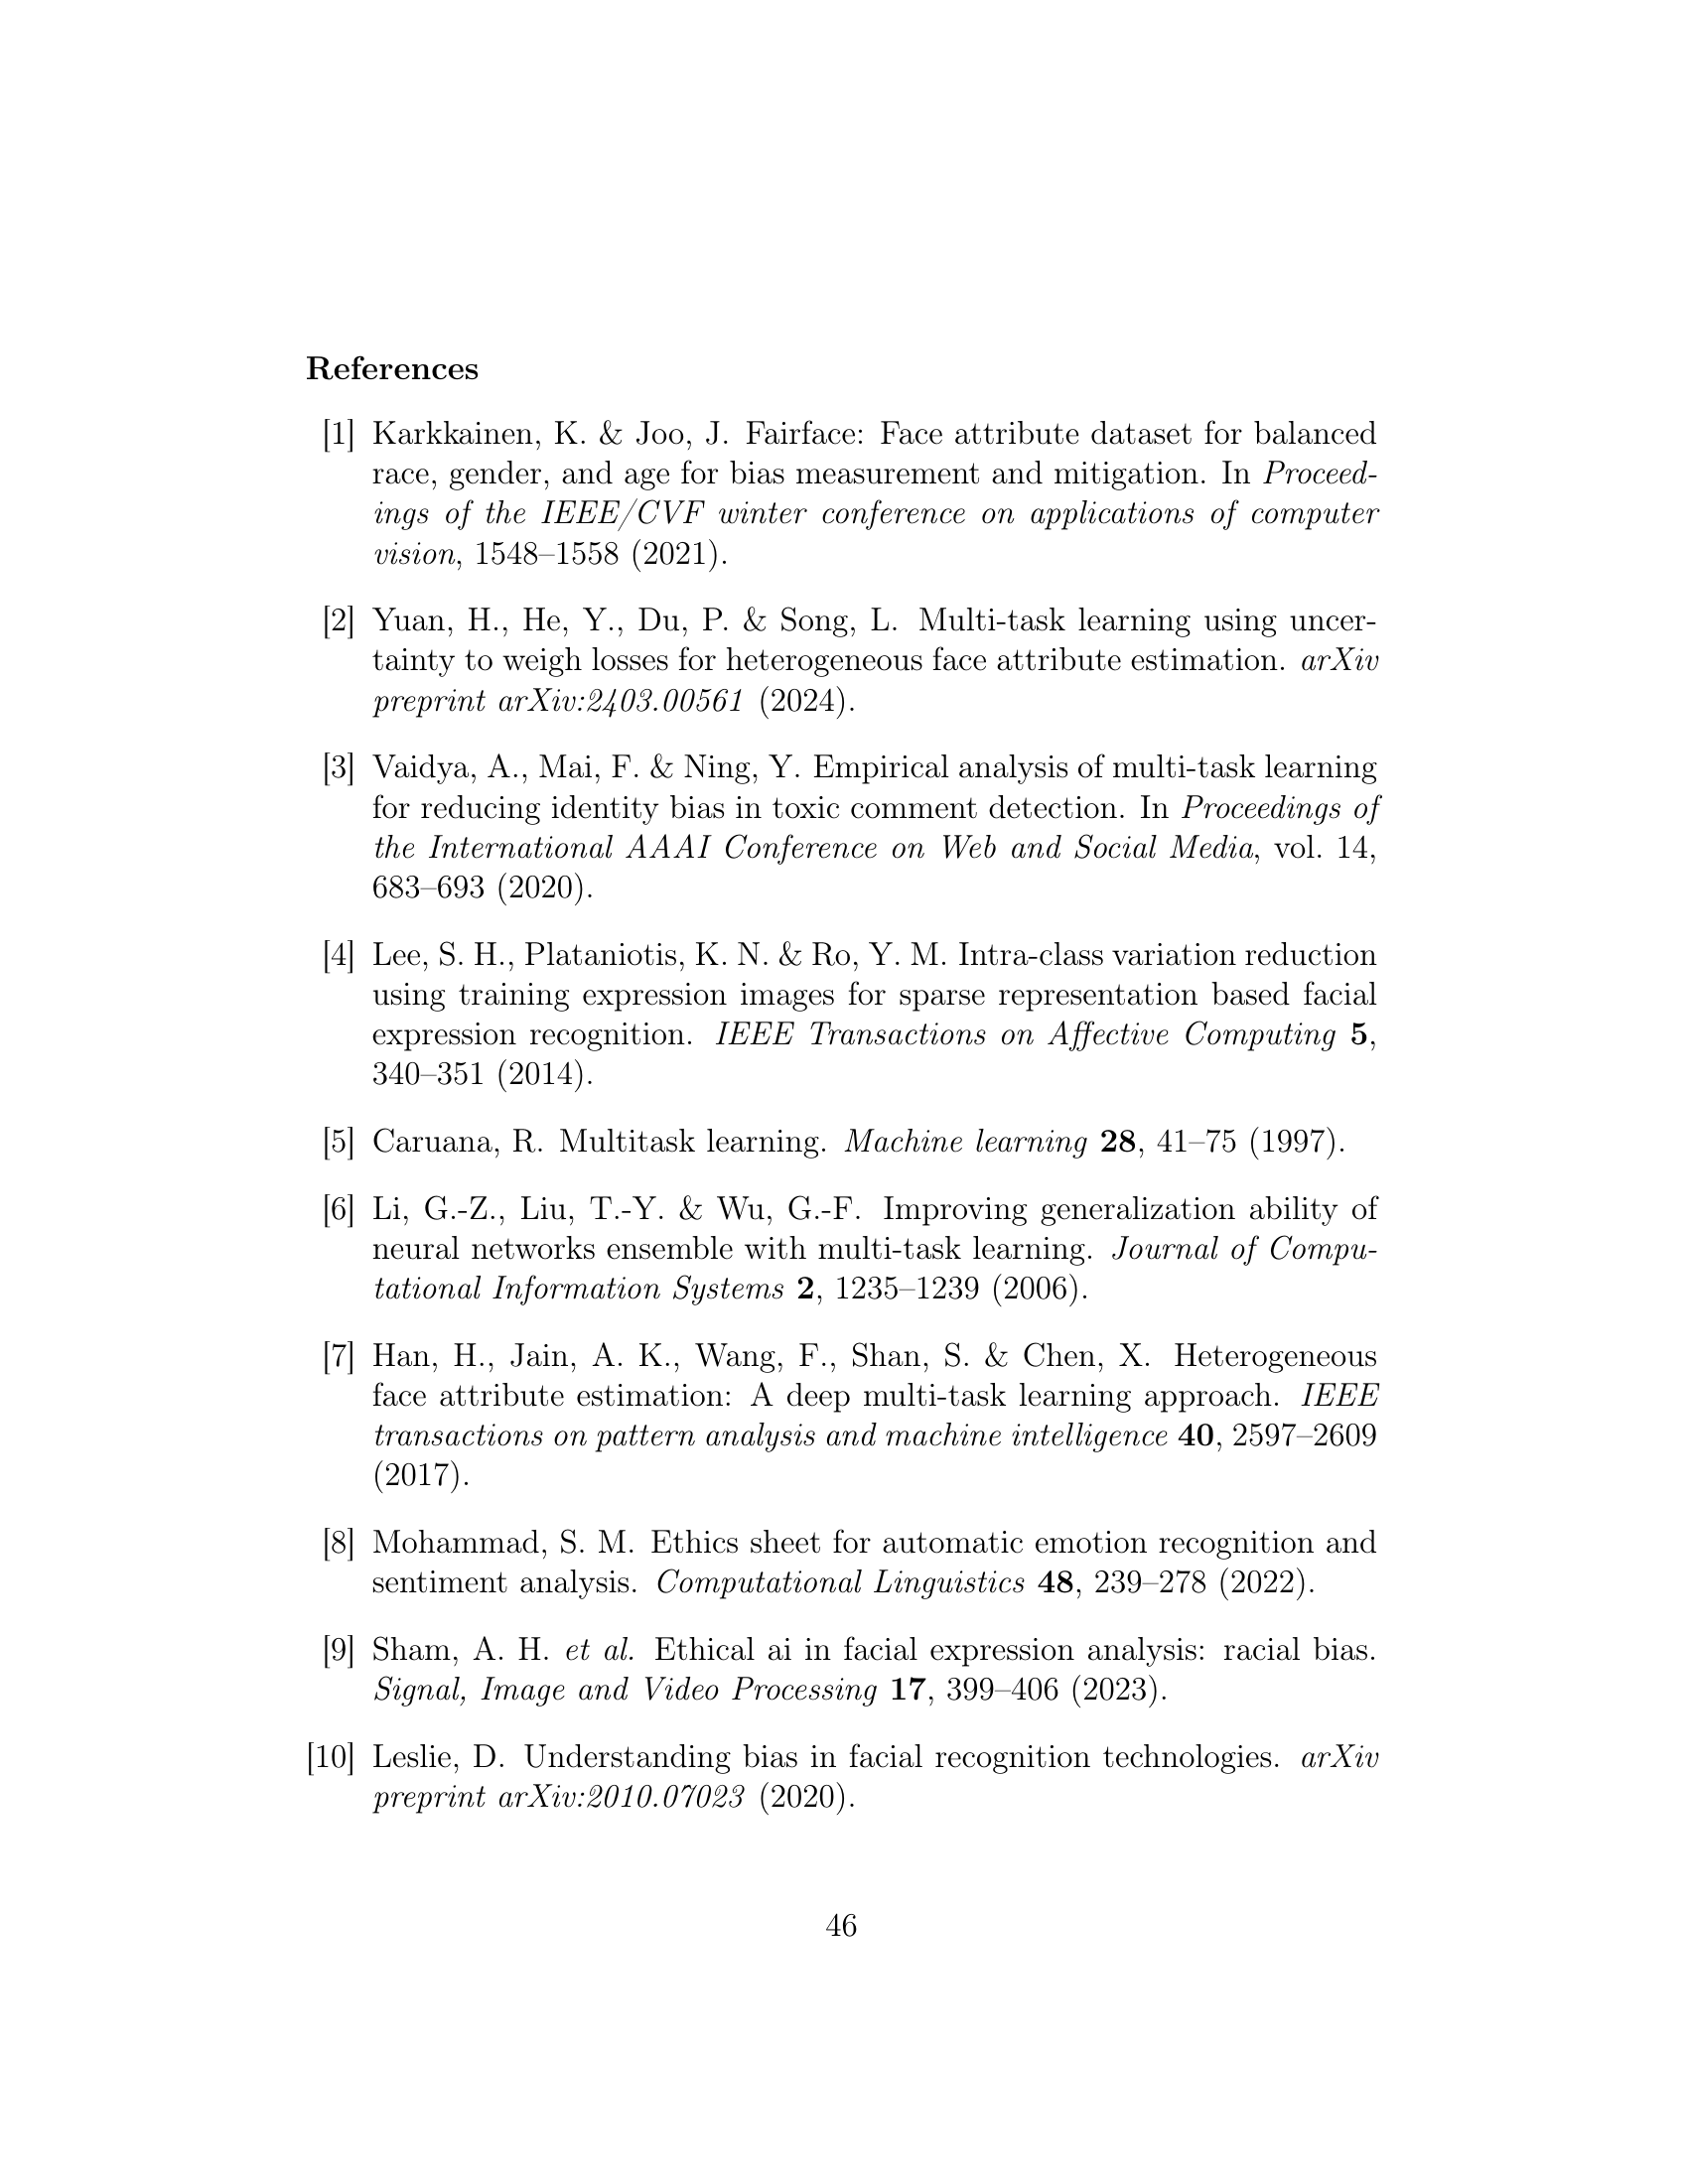 References
[1] Karkkainen, K. & Joo, J. Fairface: Face attribute dataset for balanced
race, gender, and age for bias measurement and mitigation. In Proceed-
ings of the IEEE/CVF winter conference on applications of computer
vision, 1548–1558 (2021).
[2] Yuan, H., He, Y., Du, P. & Song, L. Multi-task learning using uncer-
tainty to weigh losses for heterogeneous face attribute estimation. arXiv
preprint arXiv:2403.00561 (2024).
[3] Vaidya, A., Mai, F. & Ning, Y. Empirical analysis of multi-task learning
for reducing identity bias in toxic comment detection. In Proceedings of
the International AAAI Conference on Web and Social Media, vol. 14,
683–693 (2020).
[4] Lee, S. H., Plataniotis, K. N. & Ro, Y. M. Intra-class variation reduction
using training expression images for sparse representation based facial
expression recognition. IEEE Transactions on Affective Computing 5,
340–351 (2014).
[5] Caruana, R. Multitask learning. Machine learning 28, 41–75 (1997).
[6] Li, G.-Z., Liu, T.-Y. & Wu, G.-F. Improving generalization ability of
neural networks ensemble with multi-task learning. Journal of Compu-
tational Information Systems 2, 1235–1239 (2006).
[7] Han, H., Jain, A. K., Wang, F., Shan, S. & Chen, X. Heterogeneous
face attribute estimation: A deep multi-task learning approach. IEEE
transactions on pattern analysis and machine intelligence 40, 2597–2609
(2017).
[8] Mohammad, S. M. Ethics sheet for automatic emotion recognition and
sentiment analysis. Computational Linguistics 48, 239–278 (2022).
[9] Sham, A. H. et al. Ethical ai in facial expression analysis: racial bias.
Signal, Image and Video Processing 17, 399–406 (2023).
[10] Leslie, D. Understanding bias in facial recognition technologies. arXiv
preprint arXiv:2010.07023 (2020).
46